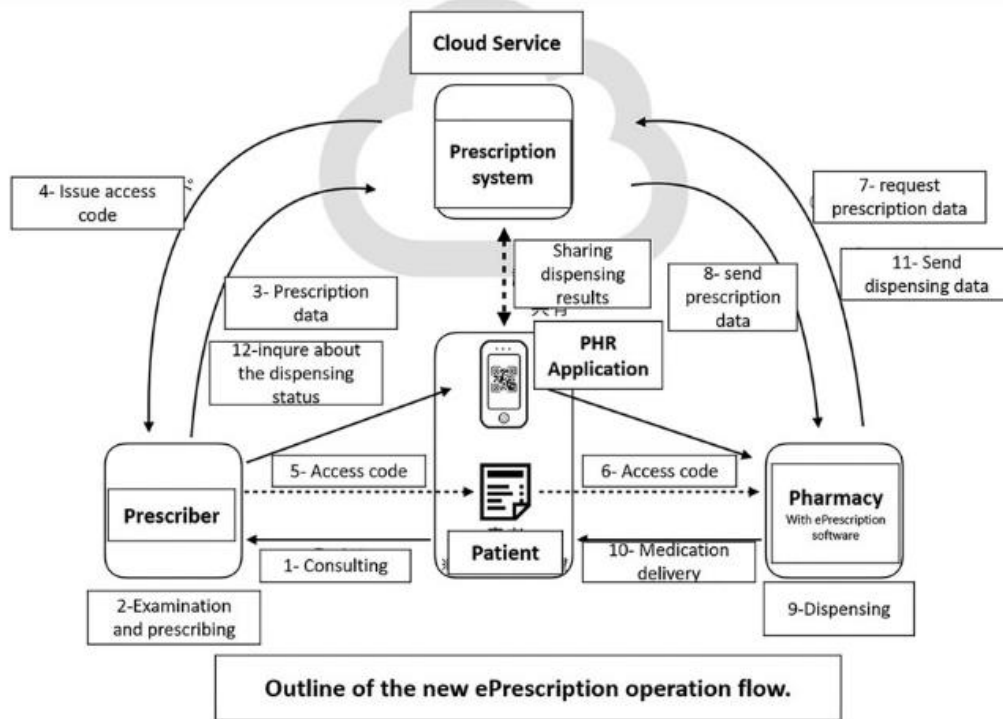 Cloud Service
Prescription
system
4- Issue access
code
7- request
prescription data
11- Send
dispensing data
Sharing
dispensing
results
8- send
prescription
data
3- Prescription
data
12-inqure about
the dispensing
status
PHR
Application
5- Access code
6- Access code
Prescriber
Patient
Pharmacy
With ePrescription
software
1- Consulting
10- Medication
delivery
2-Examination
and prescribing
9-Dispensing
Outline of the new ePrescription operation flow.